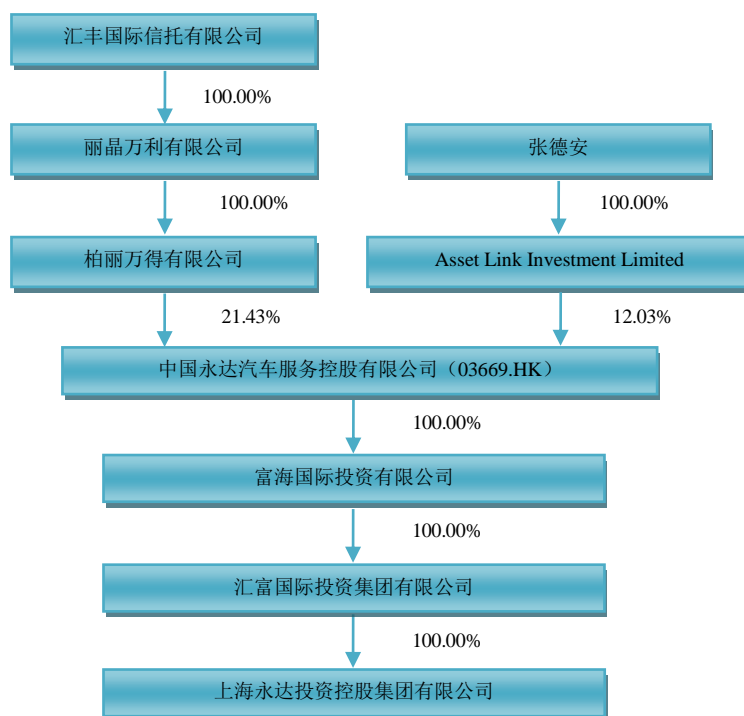 汇丰国际信托有限公司
100.00%
丽晶万利有限公司
张德安
100.00%
100.00%
柏丽万得有限公司
Asset Link Investment Limited
21.43%
12.03%
中国永达汽车服务控股有限公司（03669.HK）
100.00%
富海国际投资有限公司
100.00%
汇富国际投资集团有限公司
100.00%
上海永达投资控股集团有限公司